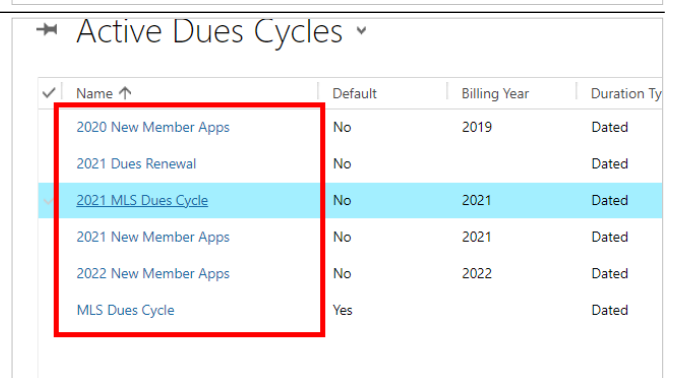 Active Dues Cycles
Name Default Billing Year Duration Ty
2020 New Member Apps No 2019 Dated
2021 Dues Renewal No Dated
2021 MLS Dues Cycle No 2021 Dated
2021 New Member Apps No 2021 Dated
2022 New Member Apps No 2022 Dated
MLS Dues Cycle Yes Dated